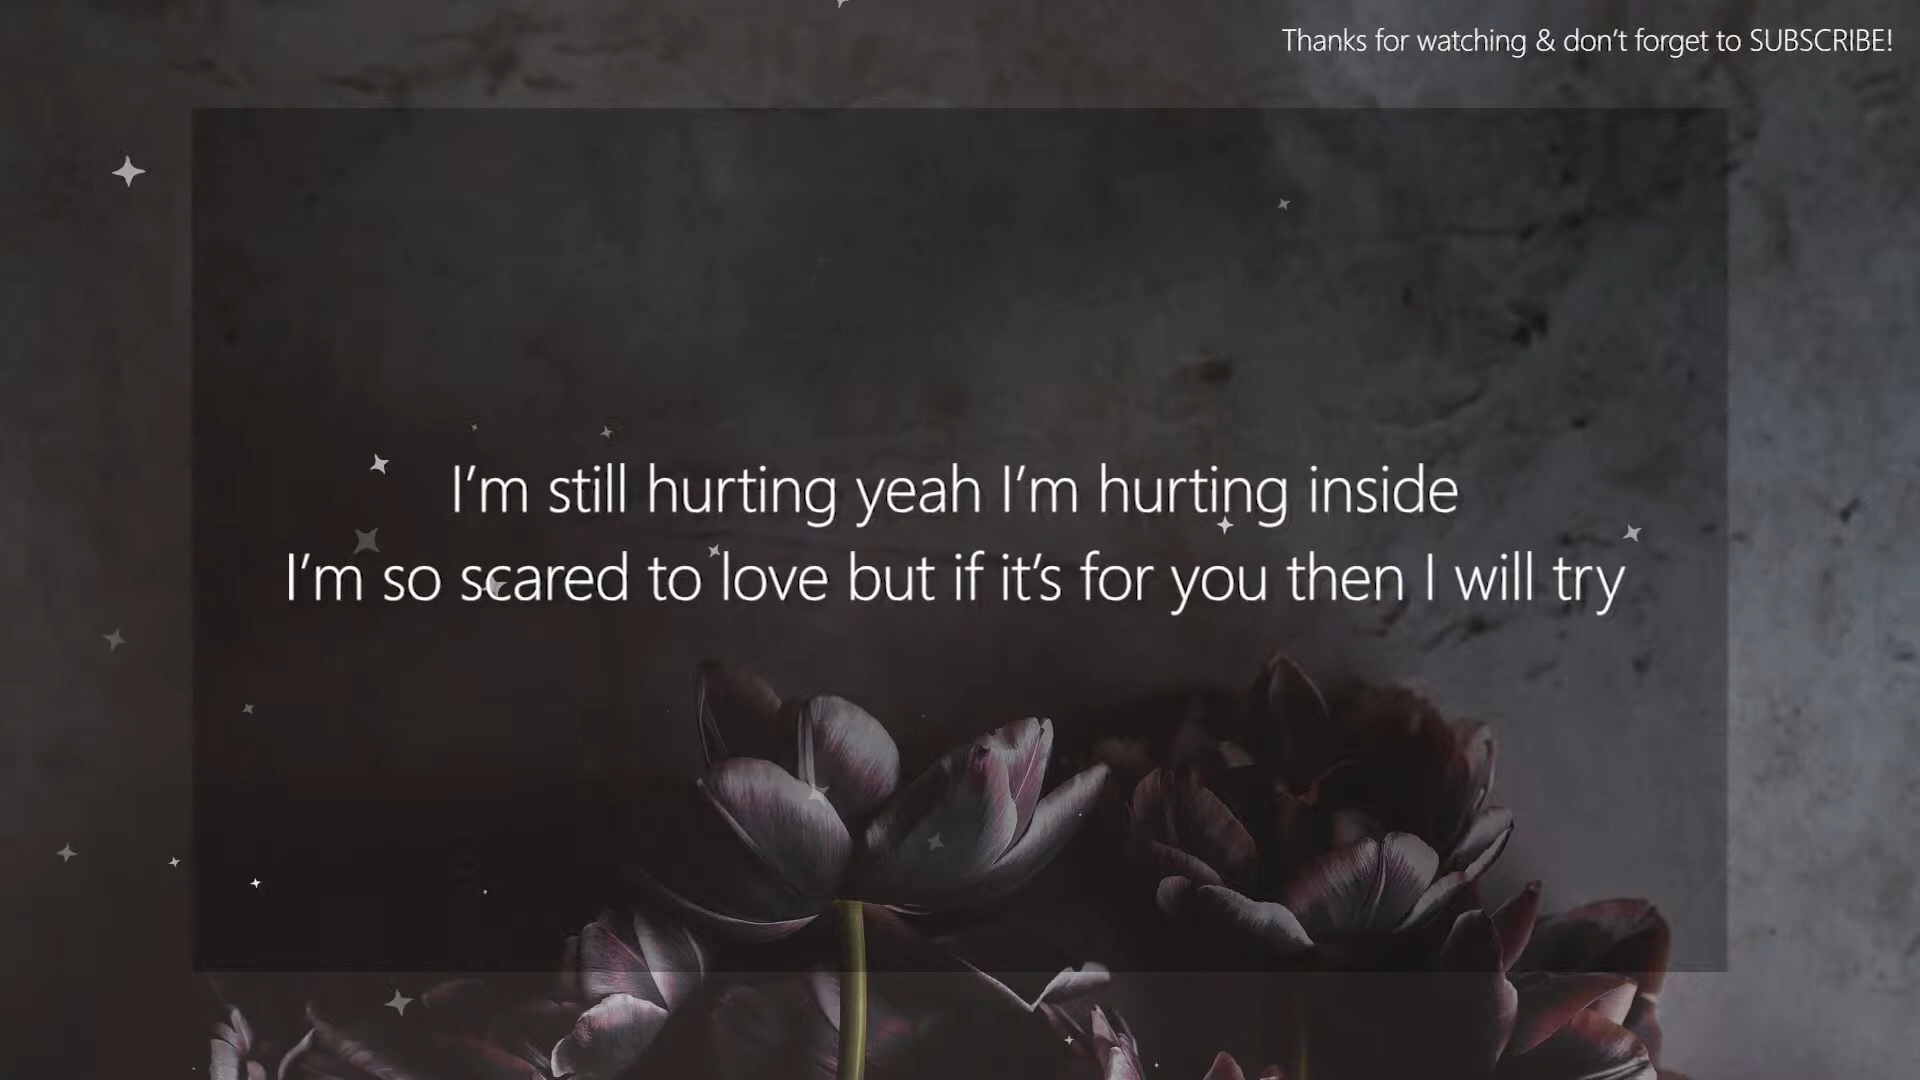 Thanks for watching & don't forget to SUBSCRIBE!
I'm still hurting yeah I'm hurting inside
I'm so scared to love but if it's for you then I will try